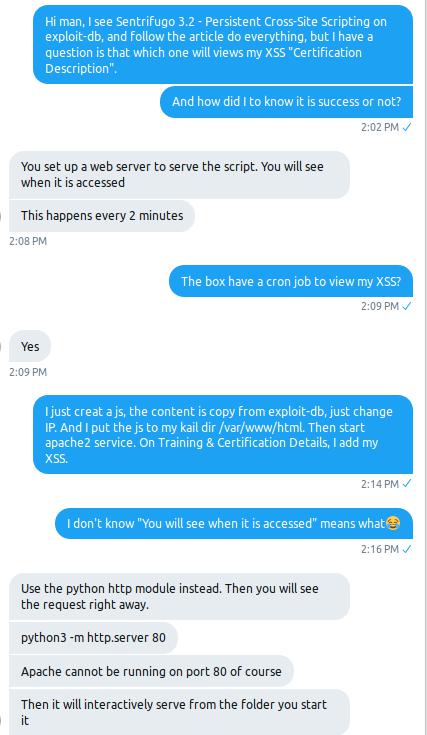 Hi man, I see Sentrifugo 3.2 - Persistent Cross-Site Scripting on
exploit-db, and follow the article do everything, but I have a
question is that which one will views my XSS "Certification
Description".
And how did I to know it is success or not?
2:02 PM ✓
You set up a web server to serve the script. You will see
when it is accessed
This happens every 2 minutes
2:08 PM
The box have a cron job to view my XSS?
2:09 PM ✓
Yes
2:09 PM
I just creat a js, the content is copy from exploit-db, just change
IP. And I put the js to my kail dir /var/www/html. Then start
apache2 service. On Training & Certification Details, I add my
XSS.
2:14 PM ✓
I don't know "You will see when it is accessed" means what😂
2:16 PM ✓
Use the python http module instead. Then you will see
the request right away.
python3 -m http.server 80
Apache cannot be running on port 80 of course
Then it will interactively serve from the folder you start
it